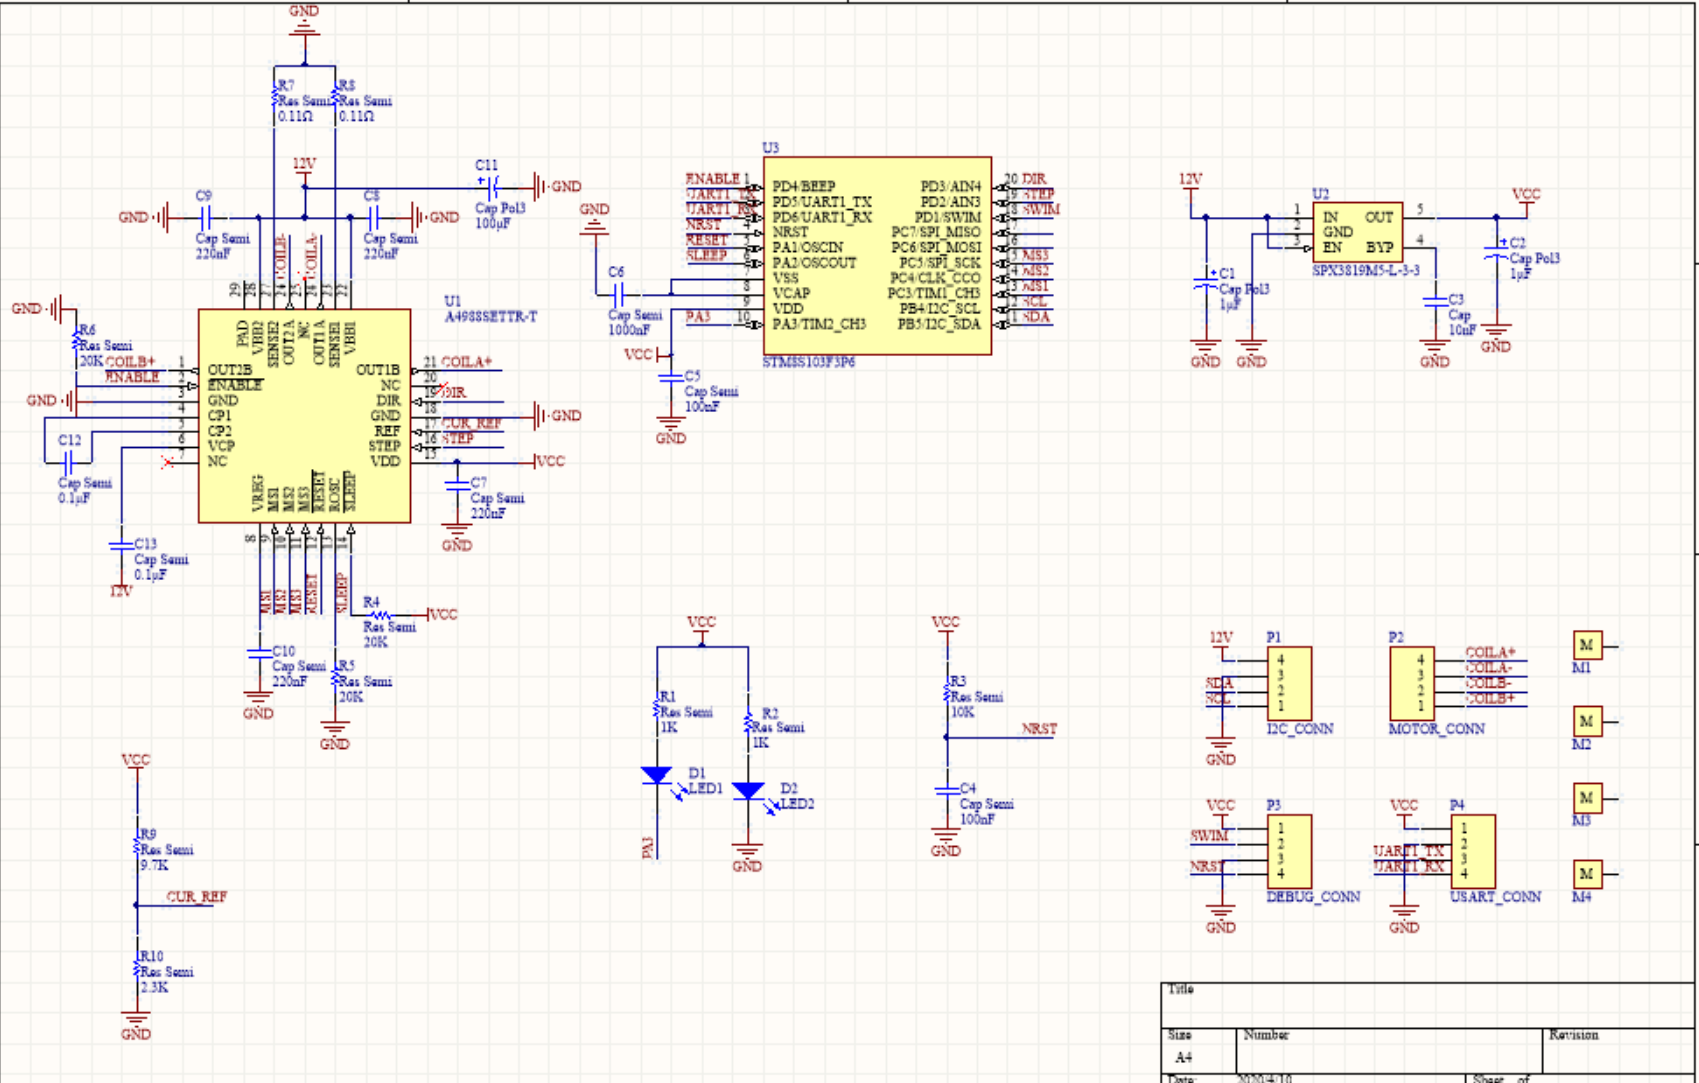 GND
R7
Res Semi
0.11Ω
R8
Res Semi
0.11Ω
12V
C11
Cap Pol3
100µF
GND
C9
Cap Semi
220nF
GND
C8
Cap Semi
220nF
GND
COILB-
COILA-
29
28
27
26
25
24
23
22
U1
A4988SETTR-T
PAD
VBB2
SENSE2
OUT2A
NC
OUT1A
SENSE1
VBB1
GND
R6
Res Semi
20K
COILB+
ENABLE
GND
1 OUT2B
2 ENABLE
3 GND
4 CP1
5 CP2
6 VCP
7 NC
OUT1B 21 COILA+
NC 20
DIR 19 DIR
GND 18 GND
REF 17 CUR_REF
STEP 16 STEP
VDD 15 VCC
VREG
MS1
MS2
MS3
RESET
ROSC
SLEEP
8
9
10
11
12
13
14
MS1
MS2
MS3
RESET
SLEEP
C12
Cap Semi
0.1µF
C13
Cap Semi
0.1µF
12V
C7
Cap Semi
220nF
GND
R4
Res Semi
20K
VCC
C10
Cap Semi
220nF
GND
R5
Res Semi
20K
GND
VCC
R9
Res Semi
9.7K
CUR_REF
R10
Res Semi
2.3K
GND
U3
ENABLE 1 PD4/BEEP
UART1_TX PD5/UART1_TX
UART1_RX PD6/UART1_RX
NRST 4 NRST
RESET 5 PA1/OSCIN
SLEEP 6 PA2/OSCOUT
7 VSS
8 VCAP
9 VDD
PA3 10 PA3/TIM2_CH3
PD3/AIN4 20 DIR
PD2/AIN3 STEP
PD1/SWIM SWIM
PC7/SPI_MISO
PC6/SPI_MOSI
PC5/SPI_SCK MS3
PC4/CLK_CCO MS2
PC3/TIM1_CH3 MS1
PB4/I2C_SCL SCL
PB5/I2C_SDA SDA
STM8S103F3P6
GND
C6
Cap Semi
1000nF
VCC
C5
Cap Semi
100nF
GND
12V
U2
1 IN
2 GND
3 EN
OUT 5
BYP 4
SPX3819M5-L-3-3
VCC
C1
Cap Pol3
1µF
GND
GND
C2
Cap Pol3
1µF
GND
C3
Cap
10nF
GND
VCC
R1
Res Semi
1K
R2
Res Semi
1K
D1
LED1
D2
LED2
PA3
GND
VCC
R3
Res Semi
10K
NRST
C4
Cap Semi
100nF
GND
12V
P1
4
3
2
1
SDA
SCL
I2C_CONN
GND
P2
4 COILA+
3 COILA-
2 COILB-
1 COILB+
MOTOR_CONN
M
M1
M
M2
M
M3
M
M4
VCC
P3
1
2
3
4
SWIM
NRST
DEBUG_CONN
GND
VCC
P4
1
2
3
4
UART1_TX
UART1_RX
USART_CONN
GND
Title
Size
A4
Number
Revision
Date: 2020/4/10
Sheet of